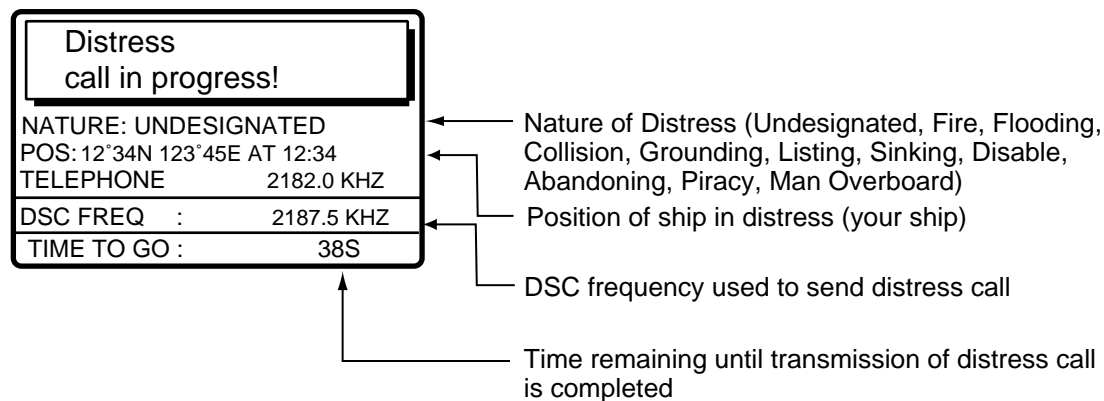 Distress
call in progress!
NATURE: UNDESIGNATED
POS: 12˚34N 123˚45E AT 12:34
TELEPHONE 2182.0 KHZ
DSC FREQ : 2187.5 KHZ
TIME TO GO : 38S
Nature of Distress (Undesignated, Fire, Flooding,
Collision, Grounding, Listing, Sinking, Disable,
Abandoning, Piracy, Man Overboard)
Position of ship in distress (your ship)
DSC frequency used to send distress call
Time remaining until transmission of distress call
is completed